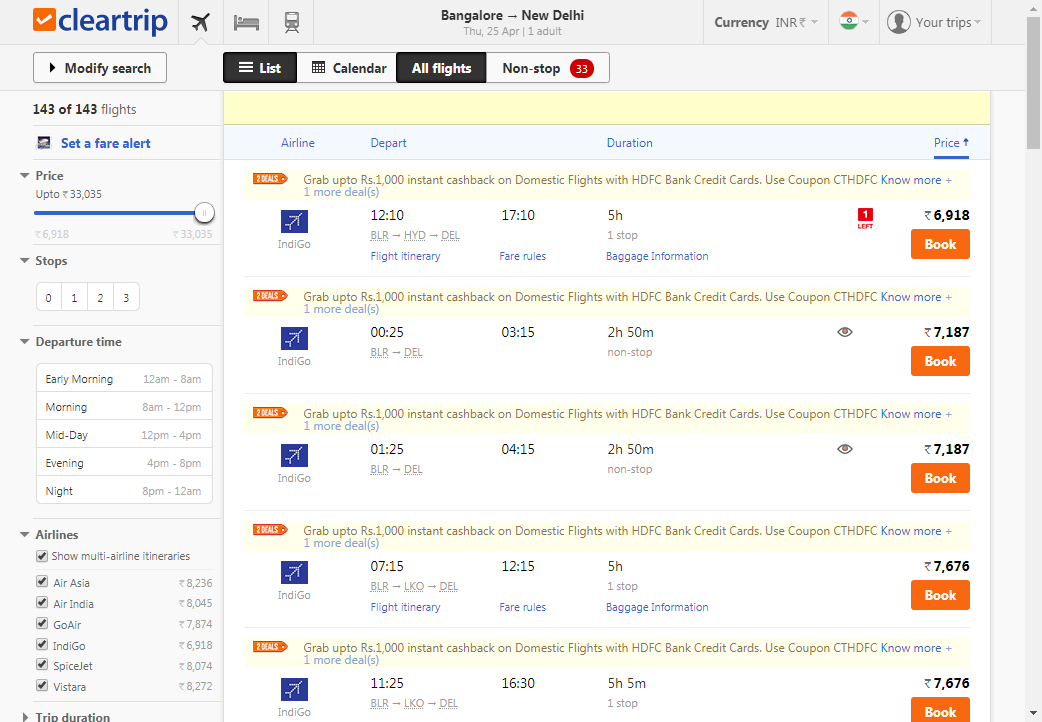 cleartrip
Bangalore → New Delhi
Thu, 25 Apr | 1 adult
Currency INR ₹
Your trips
Modify search
List
Calendar
All flights
Non-stop 33
143 of 143 flights
Set a fare alert
Price
Upto ₹ 33,035
₹ 6,918 ₹ 33,035
Stops
0 1 2 3
Departure time
Early Morning 12am - 8am
Morning 8am - 12pm
Mid-Day 12pm - 4pm
Evening 4pm - 8pm
Night 8pm - 12am
Airlines
Show multi-airline itineraries
Air Asia ₹ 8,236
Air India ₹ 8,045
GoAir ₹ 7,874
IndiGo ₹ 6,918
SpiceJet ₹ 8,074
Vistara ₹ 8,272
Trip duration
Airline Depart Duration Price ↑
2 DEALS Grab upto Rs.1,000 instant cashback on Domestic Flights with HDFC Bank Credit Cards. Use Coupon CTHDFC Know more +
1 more deal(s)
12:10 17:10 5h 1 ₹ 6,918
IndiGo BLR → HYD → DEL 1 stop LEFT
Flight itinerary Fare rules Baggage Information Book
2 DEALS Grab upto Rs.1,000 instant cashback on Domestic Flights with HDFC Bank Credit Cards. Use Coupon CTHDFC Know more +
1 more deal(s)
00:25 03:15 2h 50m ₹ 7,187
IndiGo BLR → DEL non-stop Book
2 DEALS Grab upto Rs.1,000 instant cashback on Domestic Flights with HDFC Bank Credit Cards. Use Coupon CTHDFC Know more +
1 more deal(s)
01:25 04:15 2h 50m ₹ 7,187
IndiGo BLR → DEL non-stop Book
2 DEALS Grab upto Rs.1,000 instant cashback on Domestic Flights with HDFC Bank Credit Cards. Use Coupon CTHDFC Know more +
1 more deal(s)
07:15 12:15 5h ₹ 7,676
IndiGo BLR → LKO → DEL 1 stop
Flight itinerary Fare rules Baggage Information Book
2 DEALS Grab upto Rs.1,000 instant cashback on Domestic Flights with HDFC Bank Credit Cards. Use Coupon CTHDFC Know more +
1 more deal(s)
11:25 16:30 5h 5m ₹ 7,676
IndiGo BLR → LKO → DEL 1 stop Book